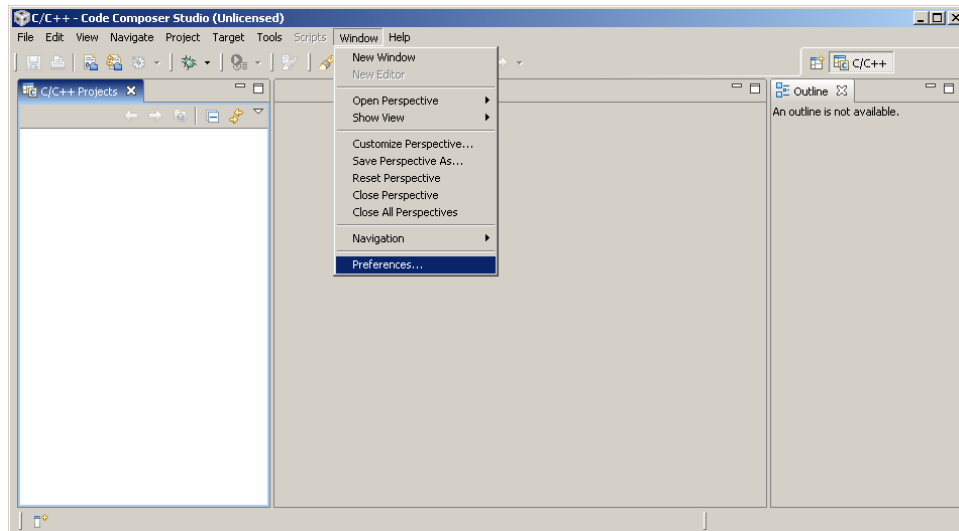 C/C++ - Code Composer Studio (Unlicensed)
File Edit View Navigate Project Target Tools Scripts Window Help
C/C++
C/C++ Projects
Outline
An outline is not available.
New Window
New Editor
Open Perspective
Show View
Customize Perspective...
Save Perspective As...
Reset Perspective
Close Perspective
Close All Perspectives
Navigation
Preferences...